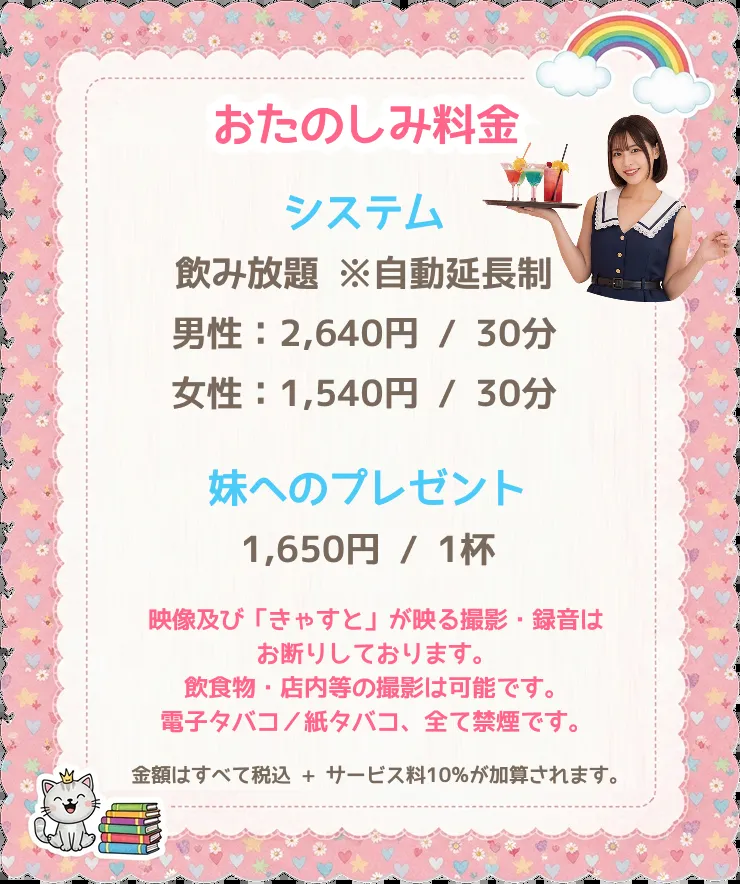 おたのしみ料金
システム
飲み放題 ※自動延長制
男性：2,640円 / 30分
女性：1,540円 / 30分
妹へのプレゼント
1,650円 / 1杯
映像及び「きゃすと」が映る撮影・録音は
お断りしております。
飲食物・店内等の撮影は可能です。
電子タバコ／紙タバコ、全て禁煙です。
金額はすべて税込 + サービス料10%が加算されます。